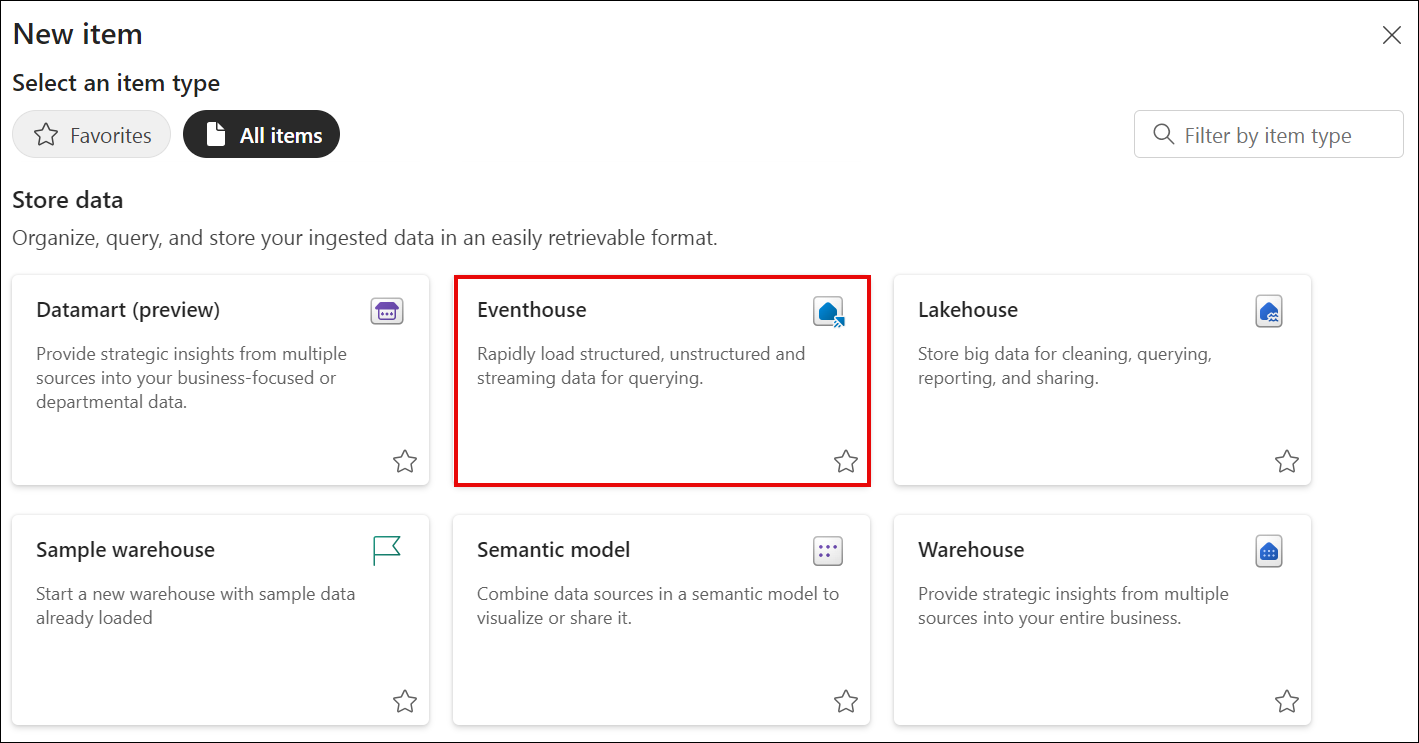 New item
Select an item type
Favorites
All items
Filter by item type
Store data
Organize, query, and store your ingested data in an easily retrievable format.
Datamart (preview)
Provide strategic insights from multiple
sources into your business-focused or
departmental data.
Eventhouse
Rapidly load structured, unstructured and
streaming data for querying.
Lakehouse
Store big data for cleaning, querying,
reporting, and sharing.
Sample warehouse
Start a new warehouse with sample data
already loaded
Semantic model
Combine data sources in a semantic model to
visualize or share it.
Warehouse
Provide strategic insights from multiple
sources into your entire business.